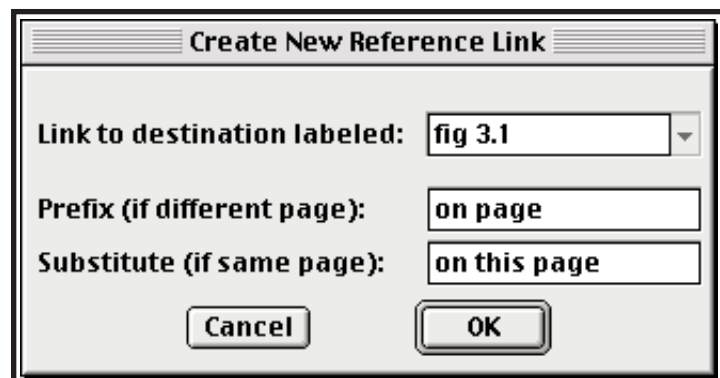 Create New Reference Link
Link to destination labeled: fig 3.1
Prefix (if different page): on page
Substitute (if same page): on this page
Cancel OK